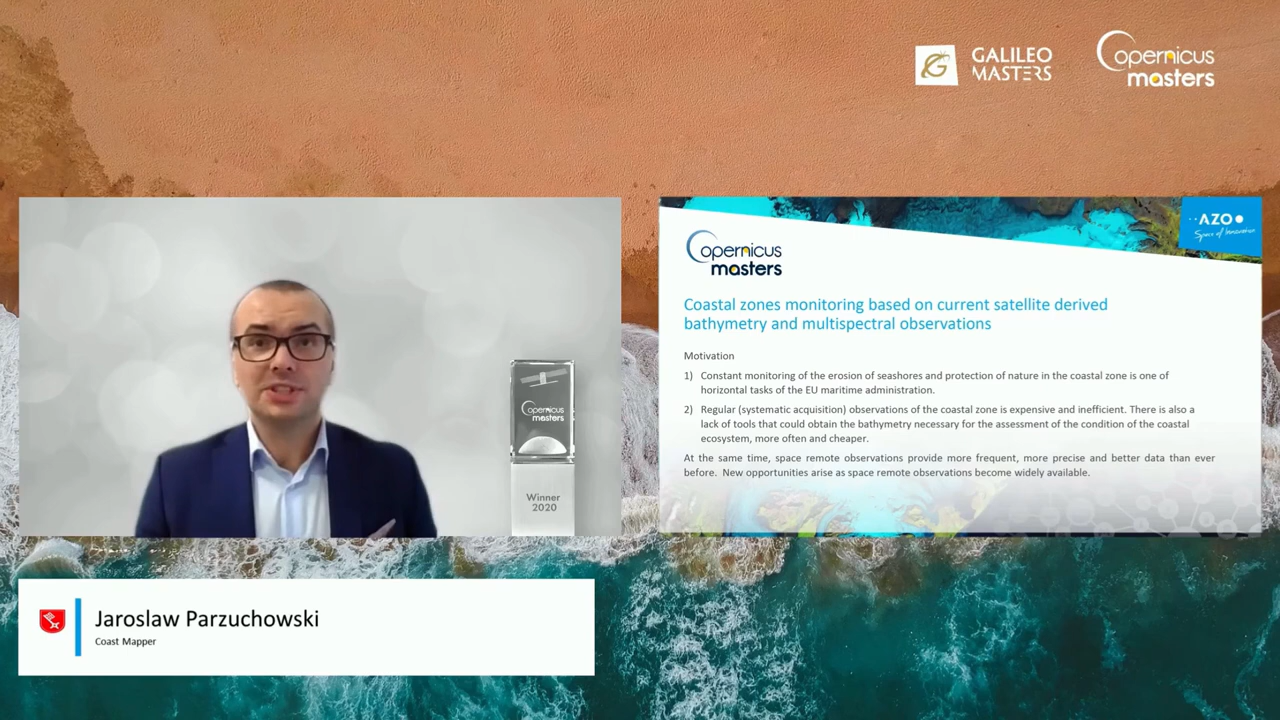 GALILEO
MASTERS
Copernicus
masters
Copernicus
masters
Winner
2020
AZO
Space of Innovation
Copernicus
masters
Coastal zones monitoring based on current satellite derived
bathymetry and multispectral observations
Motivation
1) Constant monitoring of the erosion of seashores and protection of nature in the coastal zone is one of
horizontal tasks of the EU maritime administration.
2) Regular (systematic acquisition) observations of the coastal zone is expensive and inefficient. There is also a
lack of tools that could obtain the bathymetry necessary for the assessment of the condition of the coastal
ecosystem, more often and cheaper.
At the same time, space remote observations provide more frequent, more precise and better data than ever
before. New opportunities arise as space remote observations become widely available.
Jaroslaw Parzuchowski
Coast Mapper